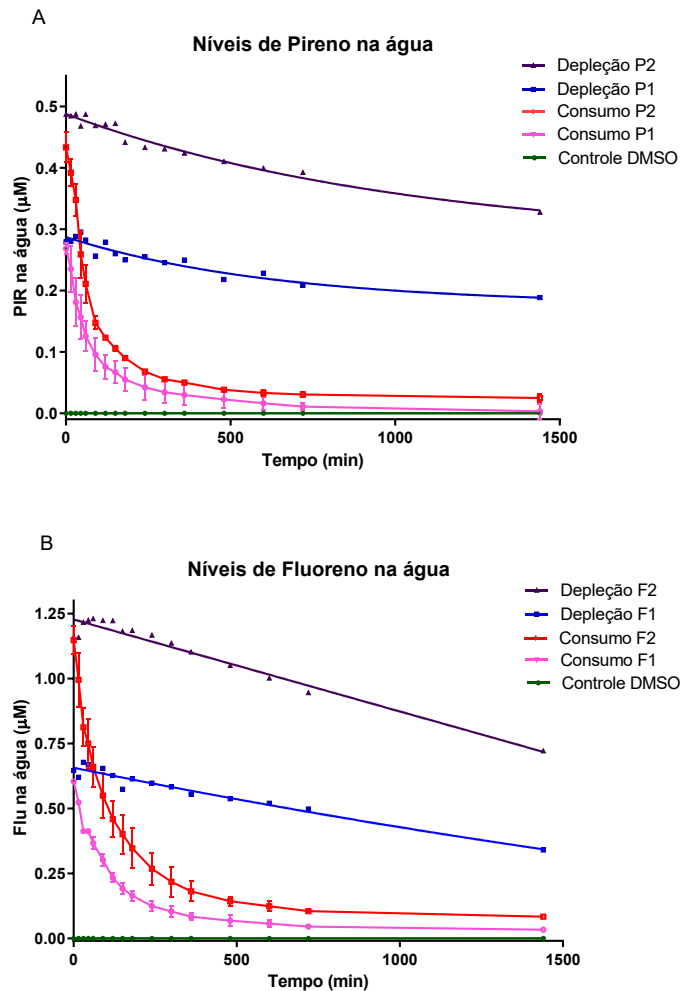 A
Níveis de Pireno na água
Depleção P2
Depleção P1
Consumo P2
Consumo P1
Controle DMSO
PIR na água (µM)
0.5
0.4
0.3
0.2
0.1
0.0
0
500
1000
1500
Tempo (min)
B
Níveis de Fluoreno na água
Depleção F2
Depleção F1
Consumo F2
Consumo F1
Controle DMSO
Flu na água (µM)
1.25
1.00
0.75
0.50
0.25
0.00
0
500
1000
1500
Tempo (min)